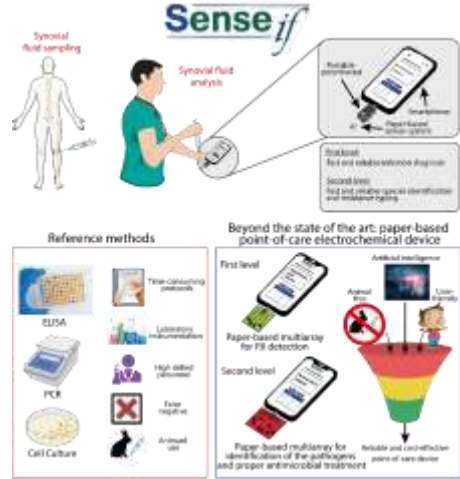 Sense if
Synovial
fluid sampling
Synovial fluid
analysis
Portable
potentiostat
Smartphone
Paper-based
sensor system
First level
Fast and reliable infection diagnosis
Second level
Fast and reliable species identification
and resistance typing
Reference methods
ELISA
PCR
Cell Culture
Time-consuming
protocols
Laboratory
instrumentation
High skilled
personnel
False
negative
Animal
use
Beyond the state of the art: paper-based
point-of-care electrochemical device
First level
Paper-based multiarray
for PJI detection
Second level
Paper-based multiarray for
identification of the pathogens
and proper antimicrobial treatment
Artificial intelligence
Animal
free
User-
friendly
Reliable and cost-effective
point of care device